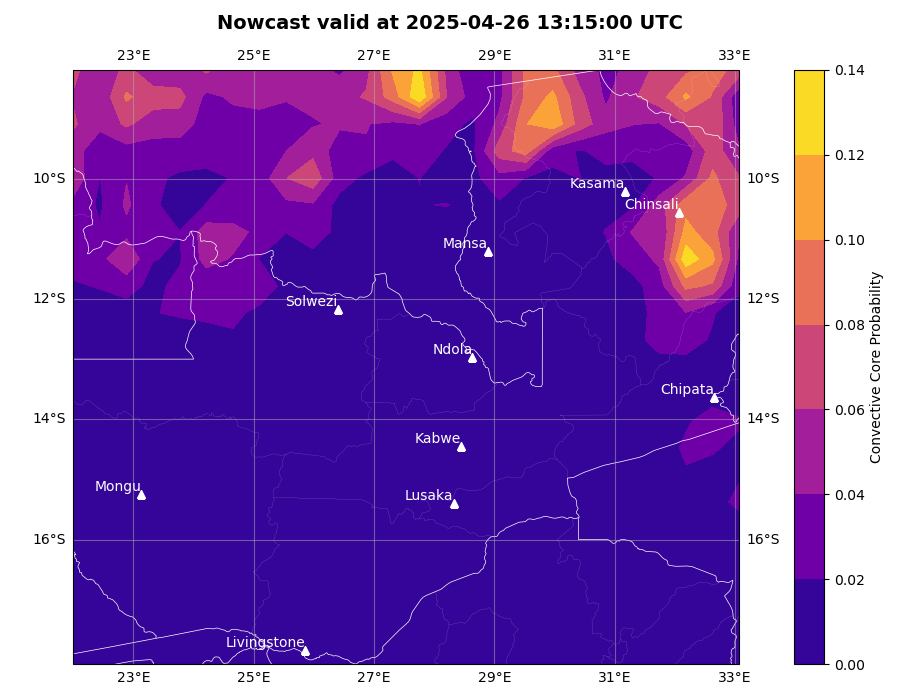 Nowcast valid at 2025-04-26 13:15:00 UTC
23°E 25°E 27°E 29°E 31°E 33°E
0.14
0.12
10°S 10°S
Kasama
Chinsali
0.10
Mansa
12°S 12°S
Solwezi
0.08
Ndola
Convective Core Probability
Chipata
0.06
14°S 14°S
Kabwe
Mongu
Lusaka
0.04
16°S 16°S
0.02
Livingstone
0.00
23°E 25°E 27°E 29°E 31°E 33°E